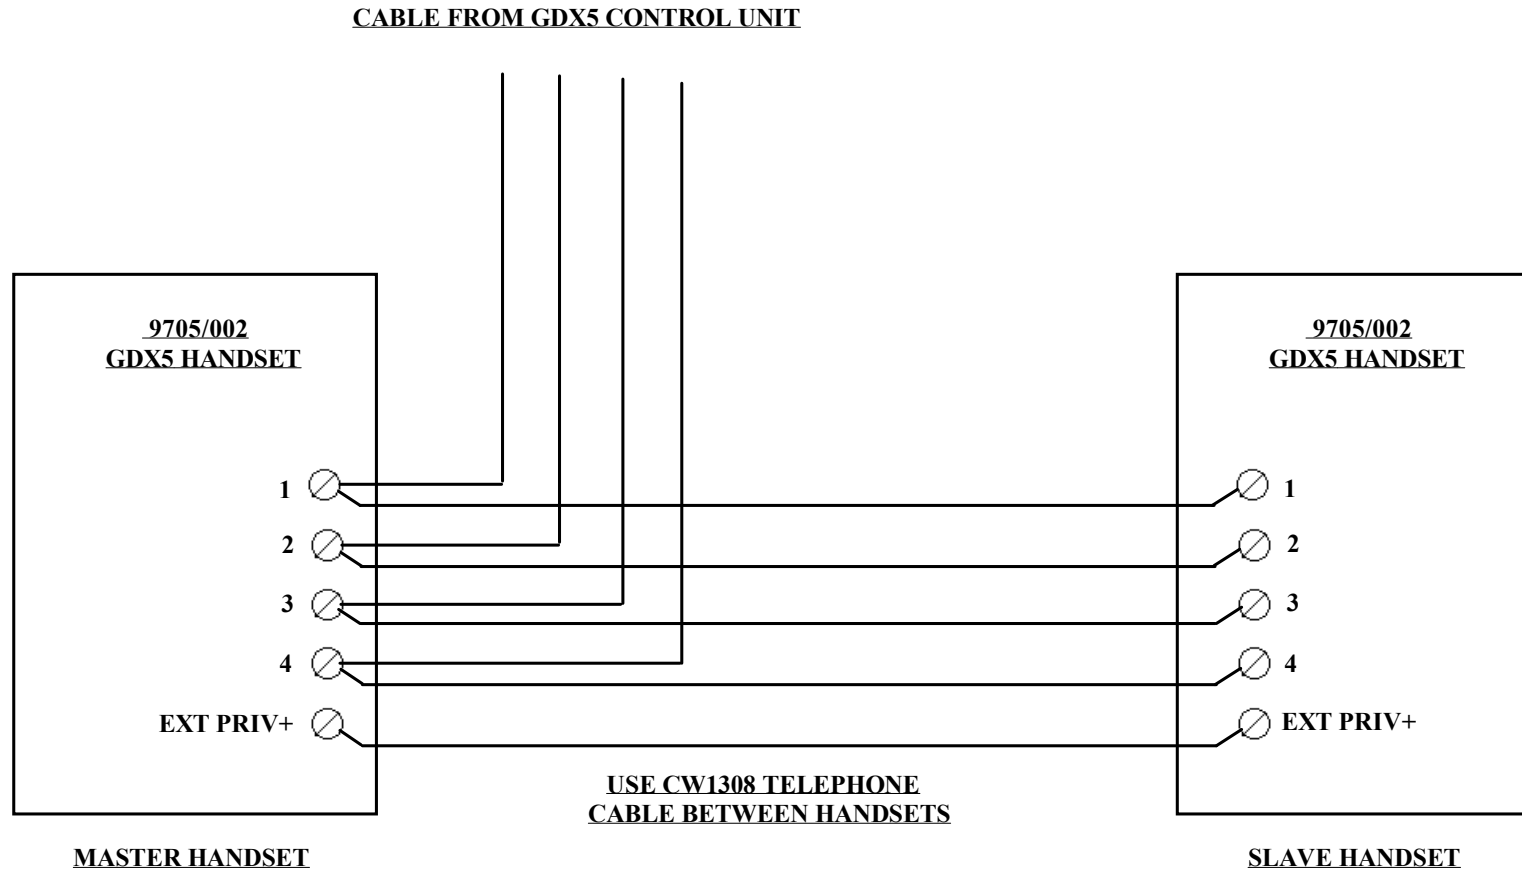 CABLE FROM GDX5 CONTROL UNIT
9705/002
GDX5 HANDSET
9705/002
GDX5 HANDSET
1
1
2
2
3
3
4
4
EXT PRIV+
EXT PRIV+
USE CW1308 TELEPHONE
CABLE BETWEEN HANDSETS
MASTER HANDSET
SLAVE HANDSET